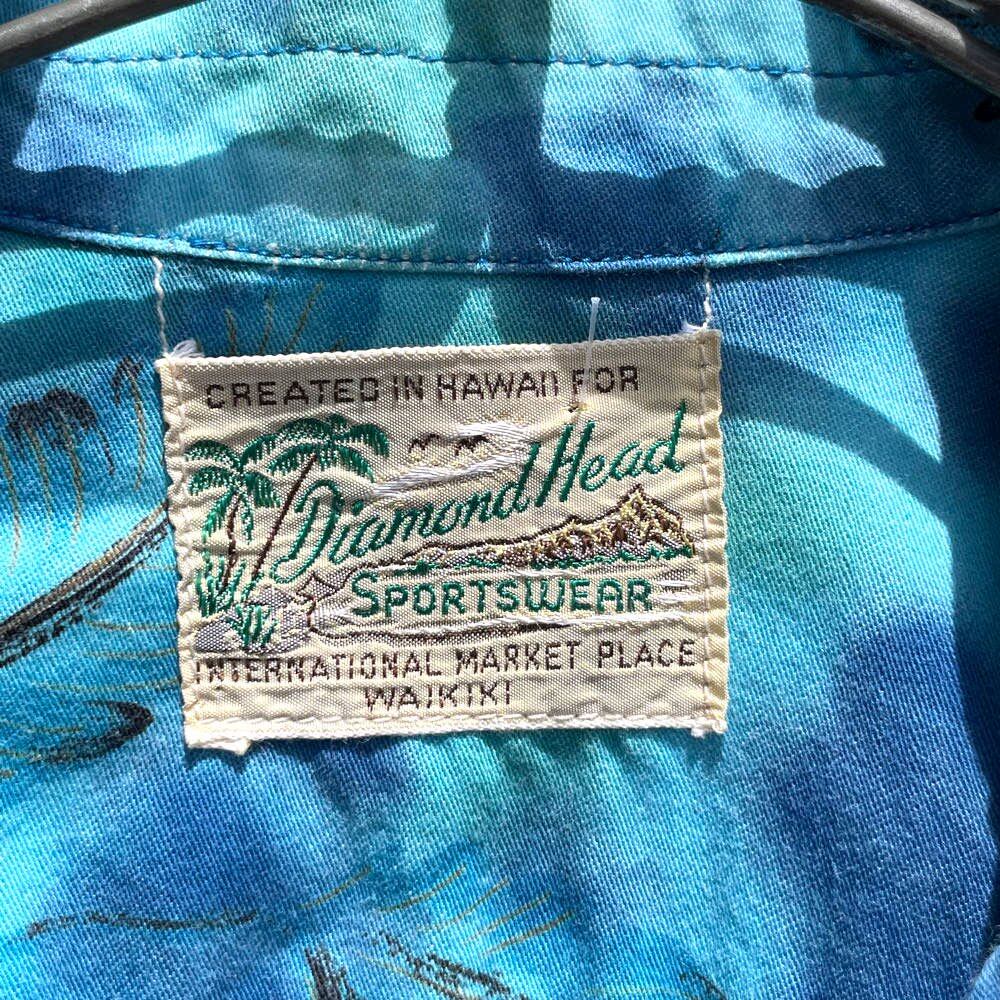 CREATED IN HAWAII FOR
Diamond Head
SPORTSWEAR
INTERNATIONAL MARKET PLACE
WAIKIKI